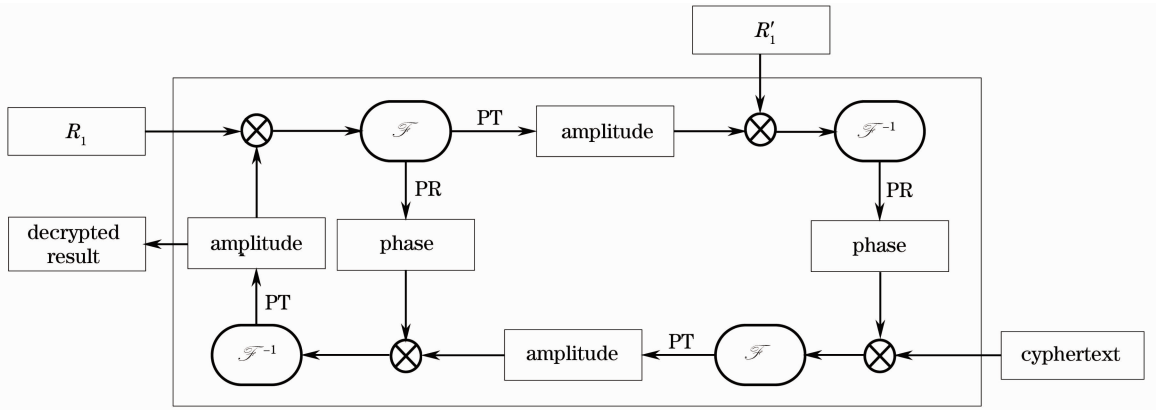 R′₁
R₁
ℱ
PT
amplitude
ℱ⁻¹
PR
PR
decrypted
result
amplitude
phase
phase
PT
ℱ⁻¹
amplitude
PT
ℱ
cyphertext